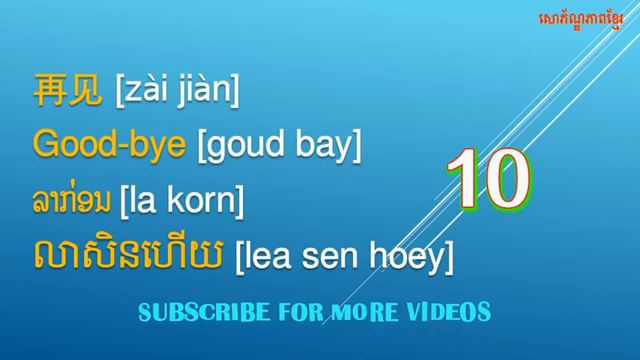 សោភ័ណ្ឌភាពខ្មែរ
再见 [zài jiàn]
Good-bye [goud bay]
ລາກ່ອນ [la korn]
លាសិនហើយ [lea sen hoey]
10
SUBSCRIBE FOR MORE VIDEOS